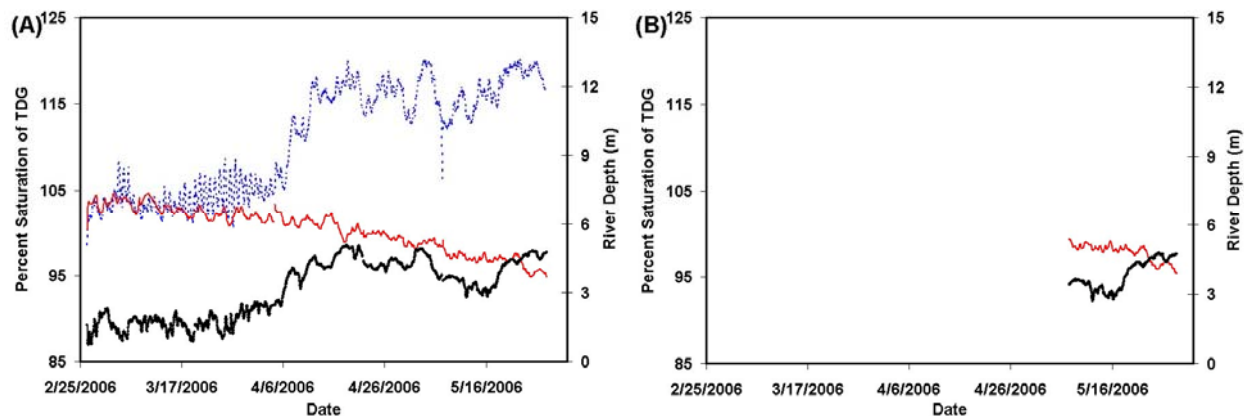 (A)
Percent Saturation of TDG
125
115
105
95
85
15
12
9
6
3
0
River Depth (m)
2/25/2006 3/17/2006 4/6/2006 4/26/2006 5/16/2006
Date
(B)
Percent Saturation of TDG
125
115
105
95
85
15
12
9
6
3
0
River Depth (m)
2/25/2006 3/17/2006 4/6/2006 4/26/2006 5/16/2006
Date